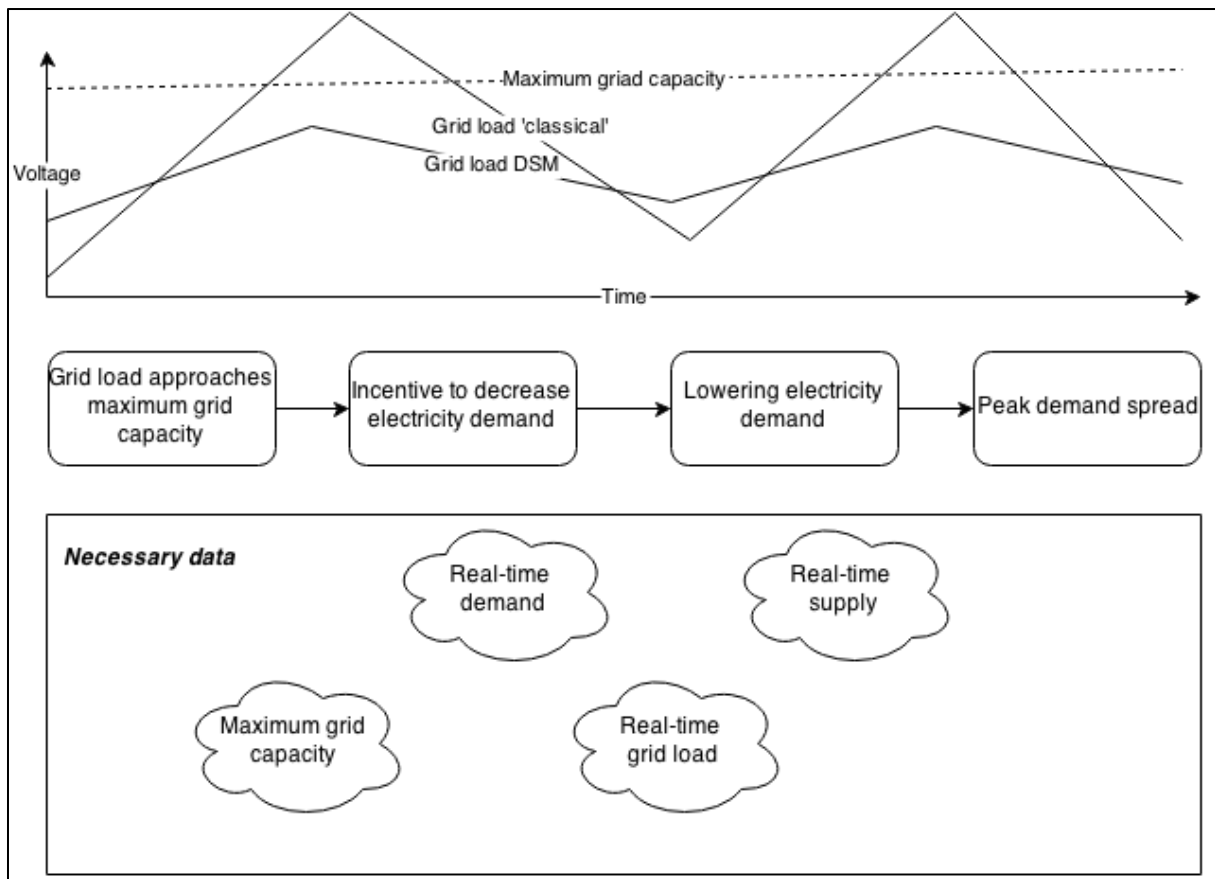 Maximum griad capacity
Grid load 'classical'
Grid load DSM
Voltage
Time
Grid load approaches
maximum grid
capacity
Incentive to decrease
electricity demand
Lowering electricity
demand
Peak demand spread
Necessary data
Real-time
demand
Real-time
supply
Maximum grid
capacity
Real-time
grid load